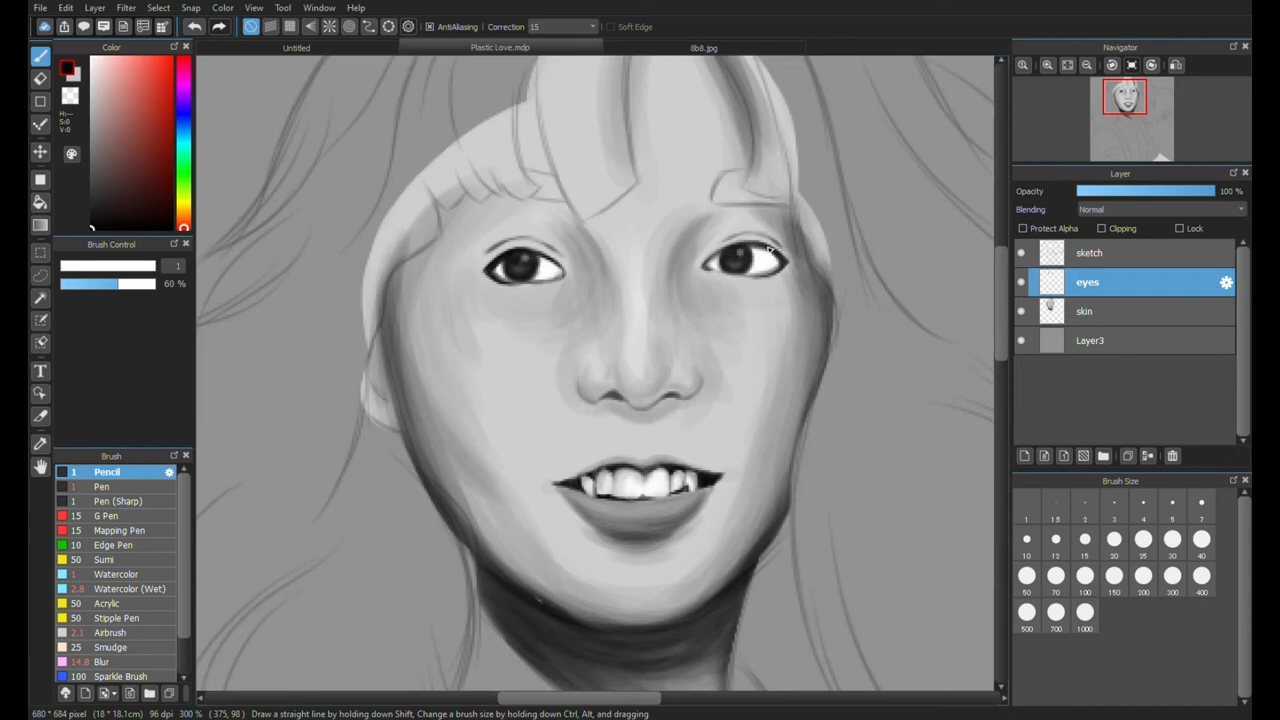 File Edit Layer Filter Select Snap Color View Tool Window Help
AntiAliasing Correction 15 Soft Edge
Color
Untitled
Plastic Love.mdp
8b8.jpg
H:---
S:0
V:0
Brush Control
1
60 %
Brush
1 Pencil
1 Pen
1 Pen (Sharp)
15 G Pen
15 Mapping Pen
10 Edge Pen
50 Sumi
1 Watercolor
2.8 Watercolor (Wet)
50 Acrylic
50 Stipple Pen
2.1 Airbrush
25 Smudge
14.8 Blur
100 Sparkle Brush
Navigator
Layer
Opacity 100 %
Blending Normal
Protect Alpha Clipping Lock
sketch
eyes
skin
Layer3
Brush Size
1 1.5 2 3 4 5 7
10 12 15 20 25 30 40
50 70 100 150 200 300 400
500 700 1000
680 * 684 pixel (18 * 18.1cm) 96 dpi 300 % ( 375, 98 ) Draw a straight line by holding down Shift, Change a brush size by holding down Ctrl, Alt, and dragging